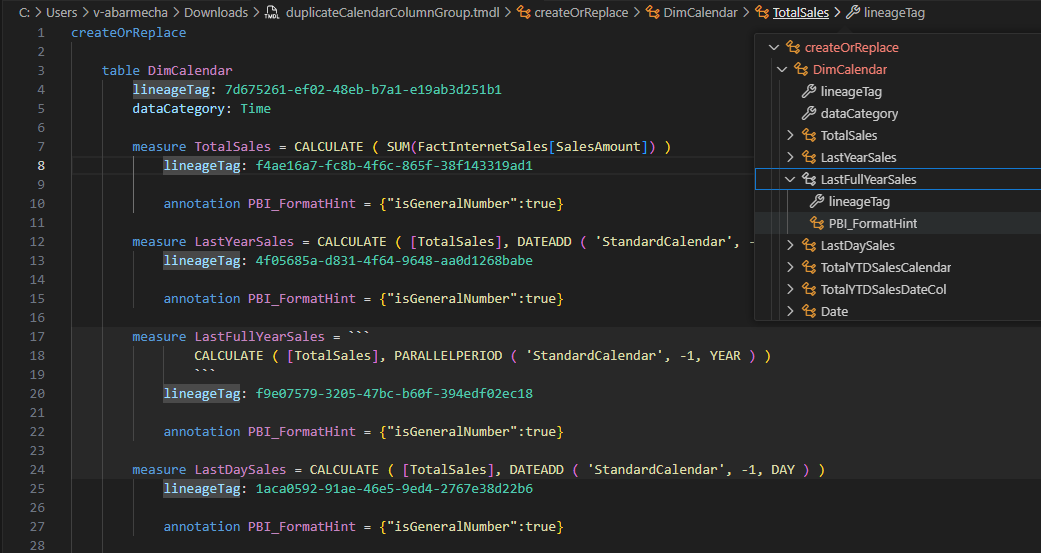 C: > Users > v-abarmecha > Downloads > TMDL duplicateCalendarColumnGroup.tmdl > createOrReplace > DimCalendar > TotalSales > lineageTag
1 createOrReplace
2
3 table DimCalendar
4 lineageTag: 7d675261-ef02-48eb-b7a1-e19ab3d251b1
5 dataCategory: Time
6
7 measure TotalSales = CALCULATE ( SUM(FactInternetSales[SalesAmount]) )
8 lineageTag: f4ae16a7-fc8b-4f6c-865f-38f143319ad1
9
10 annotation PBI_FormatHint = {"isGeneralNumber":true}
11
12 measure LastYearSales = CALCULATE ( [TotalSales], DATEADD ( 'StandardCalendar', -
13 lineageTag: 4f05685a-d831-4f64-9648-aa0d1268babe
14
15 annotation PBI_FormatHint = {"isGeneralNumber":true}
16
17 measure LastFullYearSales = ```
18 CALCULATE ( [TotalSales], PARALLELPERIOD ( 'StandardCalendar', -1, YEAR ) )
19 ```
20 lineageTag: f9e07579-3205-47bc-b60f-394edf02ec18
21
22 annotation PBI_FormatHint = {"isGeneralNumber":true}
23
24 measure LastDaySales = CALCULATE ( [TotalSales], DATEADD ( 'StandardCalendar', -1, DAY ) )
25 lineageTag: 1aca0592-91ae-46e5-9ed4-2767e38d22b6
26
27 annotation PBI_FormatHint = {"isGeneralNumber":true}
28
createOrReplace
DimCalendar
lineageTag
dataCategory
TotalSales
LastYearSales
LastFullYearSales
lineageTag
PBI_FormatHint
LastDaySales
TotalYTDSalesCalendar
TotalYTDSalesDateCol
Date